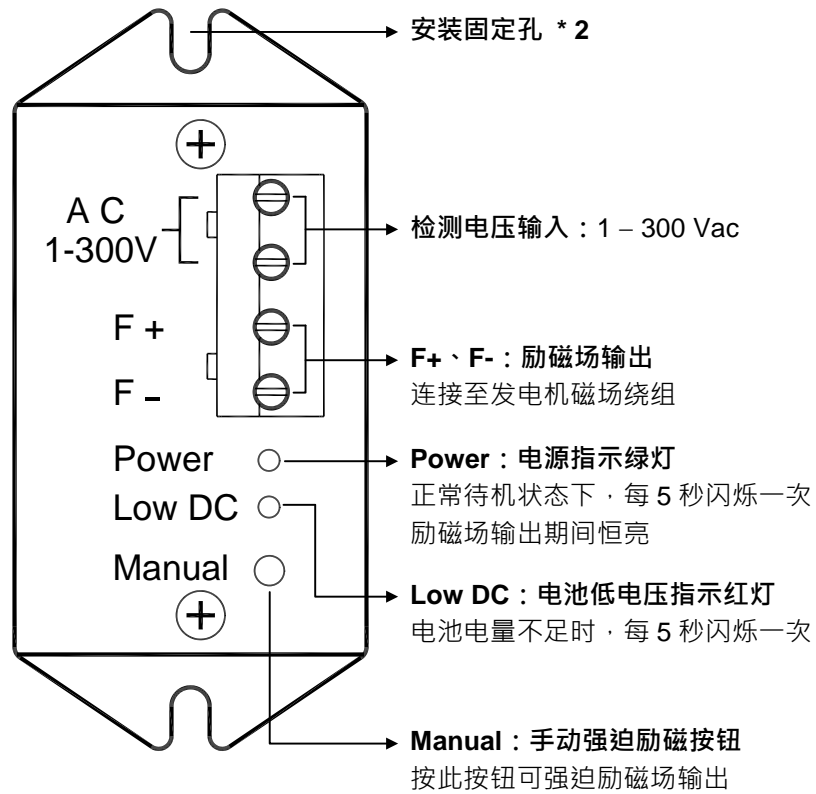 安装固定孔 * 2
A C
1-300V
检测电压输入：1 – 300 Vac
F +
F –
F+、F-：励磁场输出
连接至发电机磁场绕组
Power
Power：电源指示绿灯
正常待机状态下，每 5 秒闪烁一次
励磁场输出期间恒亮
Low DC
Low DC：电池低电压指示红灯
电池电量不足时，每 5 秒闪烁一次
Manual
Manual：手动强迫励磁按钮
按此按钮可强迫励磁场输出